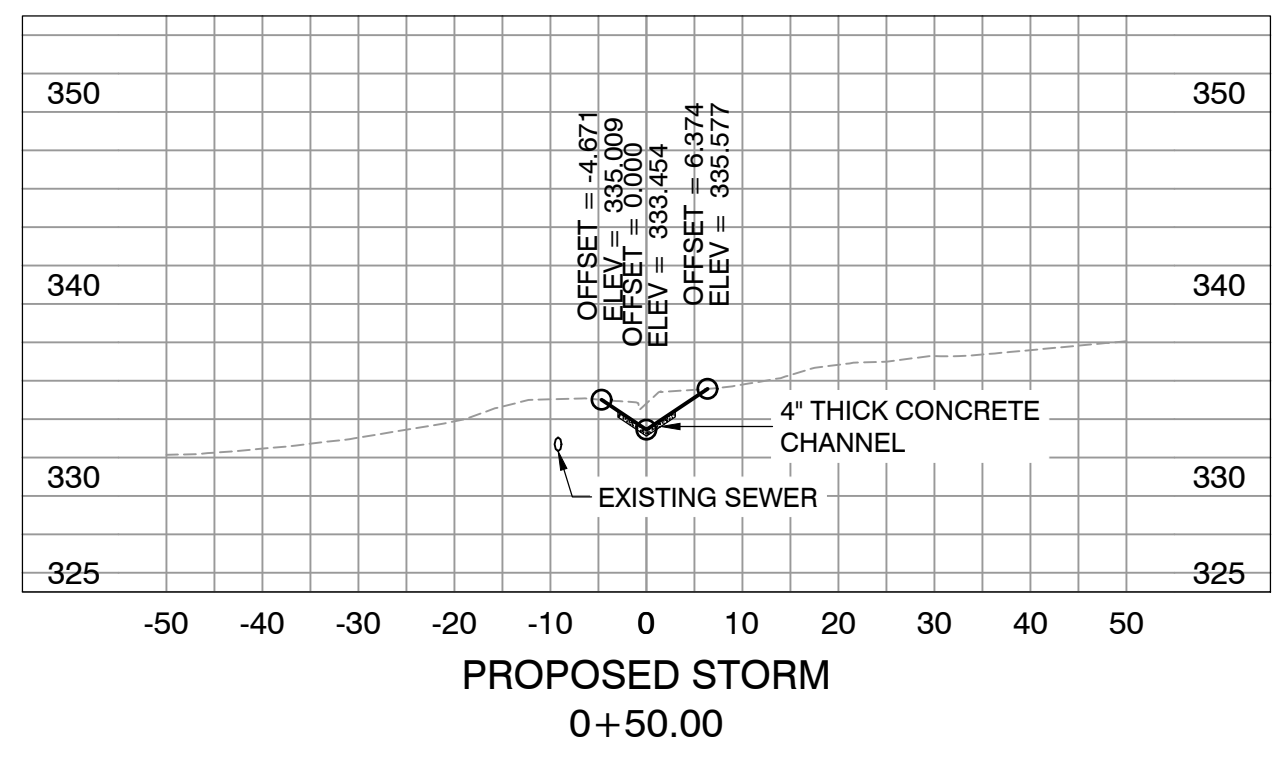 350
350
OFFSET = -4.671
ELEV = 335.009
OFFSET = 0.000
ELEV = 333.454
OFFSET = 6.374
ELEV = 335.577
340
340
4" THICK CONCRETE
CHANNEL
330
330
EXISTING SEWER
325
325
-50 -40 -30 -20 -10 0 10 20 30 40 50
PROPOSED STORM
0+50.00